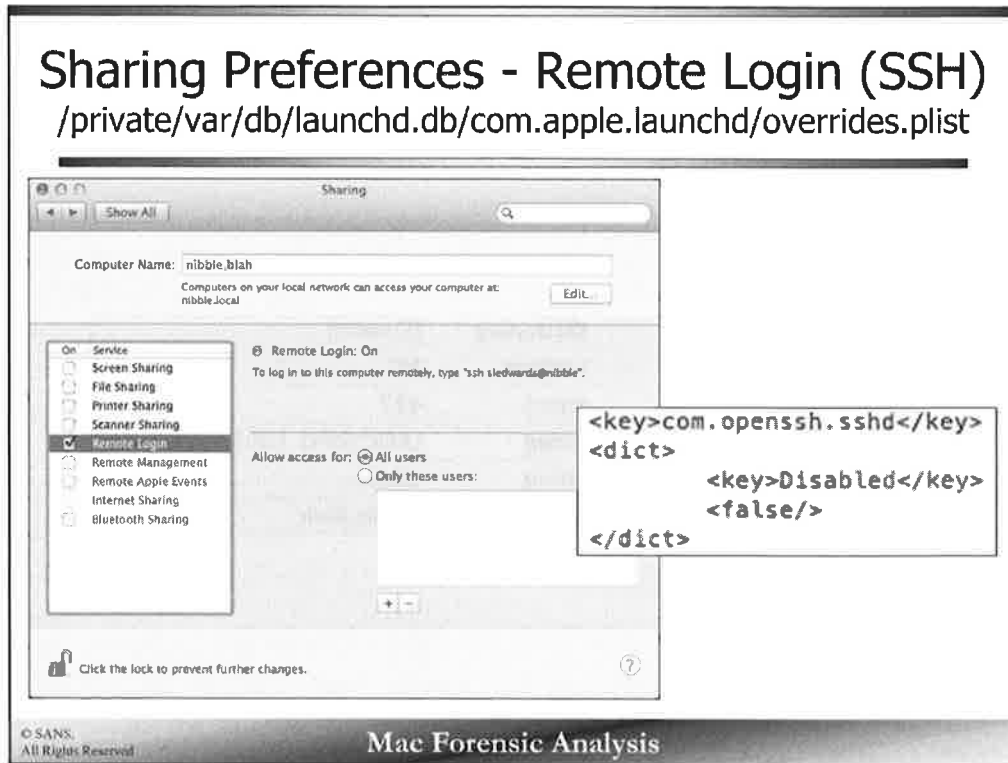 Sharing Preferences - Remote Login (SSH)
/private/var/db/launchd.db/com.apple.launchd/overrides.plist
Sharing
Show All
Computer Name: nibble_blah
Computers on your local network can access your computer at:
nibble.local
Edit...
On Service
Screen Sharing
File Sharing
Printer Sharing
Scanner Sharing
Remote Login
Remote Management
Remote Apple Events
Internet Sharing
Bluetooth Sharing
Remote Login: On
To log in to this computer remotely, type "ssh sledwards@nibble".
Allow access for: All users
Only these users:
<key>com.openssh.sshd</key>
<dict>
<key>Disabled</key>
<false/>
</dict>
+ -
Click the lock to prevent further changes.
?
© SANS,
All Rights Reserved
Mac Forensic Analysis